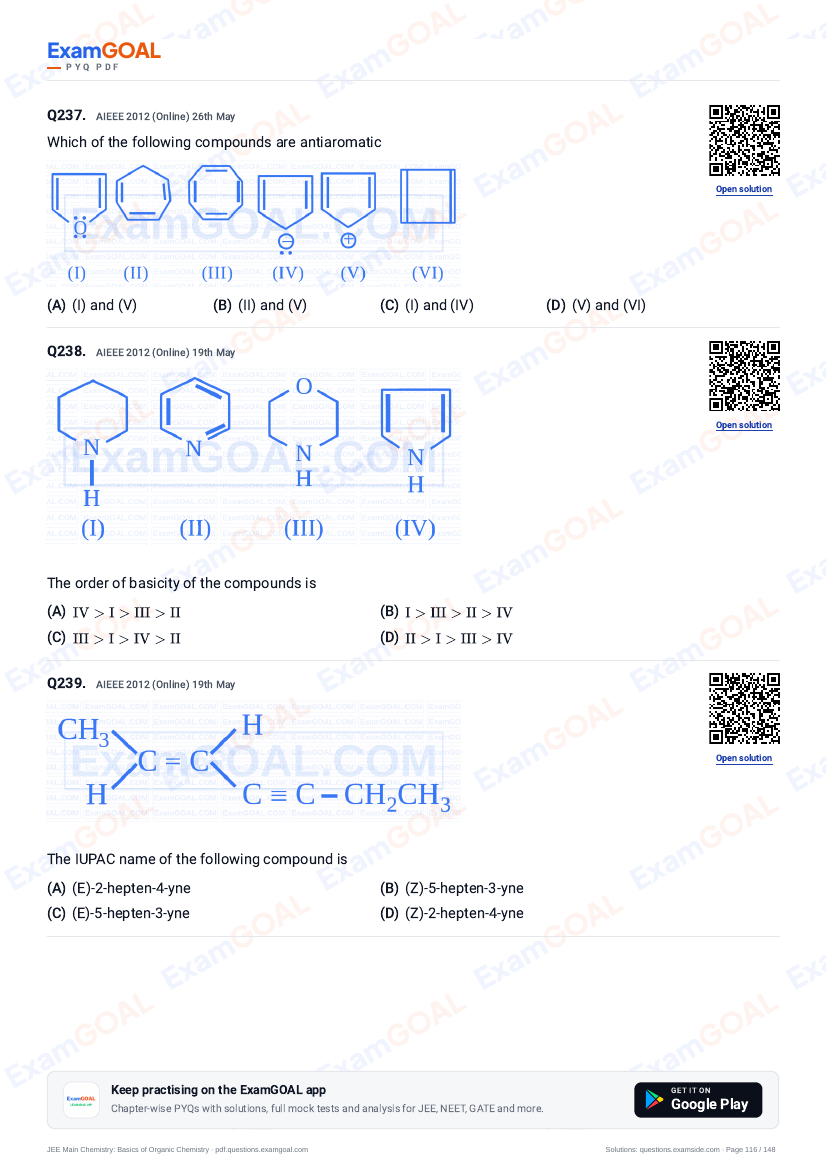 ExamGOAL
PYQ PDF
Q237. AIEEE 2012 (Online) 26th May
Which of the following compounds are antiaromatic
Open solution
O
(I) (II) (III) (IV) (V) (VI)
(A) (I) and (V) (B) (II) and (V) (C) (I) and (IV) (D) (V) and (VI)
Q238. AIEEE 2012 (Online) 19th May
Open solution
O
N N N N
H H H
(I) (II) (III) (IV)
The order of basicity of the compounds is
(A) IV > I > III > II (B) I > III > II > IV
(C) III > I > IV > II (D) II > I > III > IV
Q239. AIEEE 2012 (Online) 19th May
Open solution
CH3 H
C = C
H C ≡ C – CH2CH3
ExamGOAL.COM
The IUPAC name of the following compound is
(A) (E)-2-hepten-4-yne (B) (Z)-5-hepten-3-yne
(C) (E)-5-hepten-3-yne (D) (Z)-2-hepten-4-yne
Keep practising on the ExamGOAL app
Chapter-wise PYQs with solutions, full mock tests and analysis for JEE, NEET, GATE and more.
GET IT ON
Google Play
JEE Main Chemistry: Basics of Organic Chemistry · pdf.questions.examgoal.com Solutions: questions.examside.com · Page 116 / 148